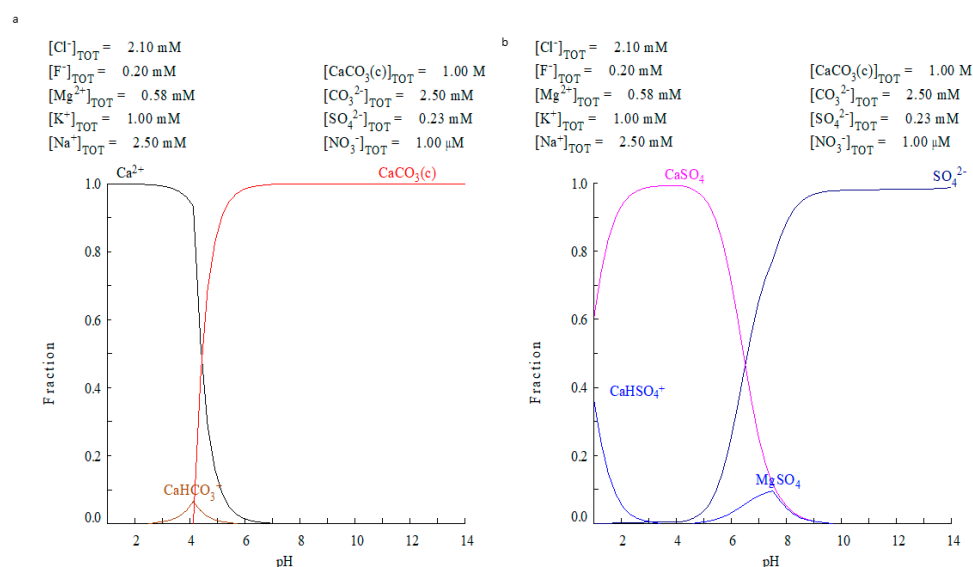 a
[Cl⁻]TOT = 2.10 mM
[F⁻]TOT = 0.20 mM [CaCO₃(c)]TOT = 1.00 M
[Mg²⁺]TOT = 0.58 mM [CO₃²⁻]TOT = 2.50 mM
[K⁺]TOT = 1.00 mM [SO₄²⁻]TOT = 0.23 mM
[Na⁺]TOT = 2.50 mM [NO₃⁻]TOT = 1.00 µM
Ca²⁺ CaCO₃(c)
1.0
0.8
0.6
0.4
0.2
0.0
Fraction
CaHCO₃⁺
2 4 6 8 10 12 14
pH
b
[Cl⁻]TOT = 2.10 mM
[F⁻]TOT = 0.20 mM [CaCO₃(c)]TOT = 1.00 M
[Mg²⁺]TOT = 0.58 mM [CO₃²⁻]TOT = 2.50 mM
[K⁺]TOT = 1.00 mM [SO₄²⁻]TOT = 0.23 mM
[Na⁺]TOT = 2.50 mM [NO₃⁻]TOT = 1.00 µM
CaSO₄ SO₄²⁻
1.0
0.8
0.6
0.4
0.2
0.0
Fraction
CaHSO₄⁺
MgSO₄
2 4 6 8 10 12 14
pH